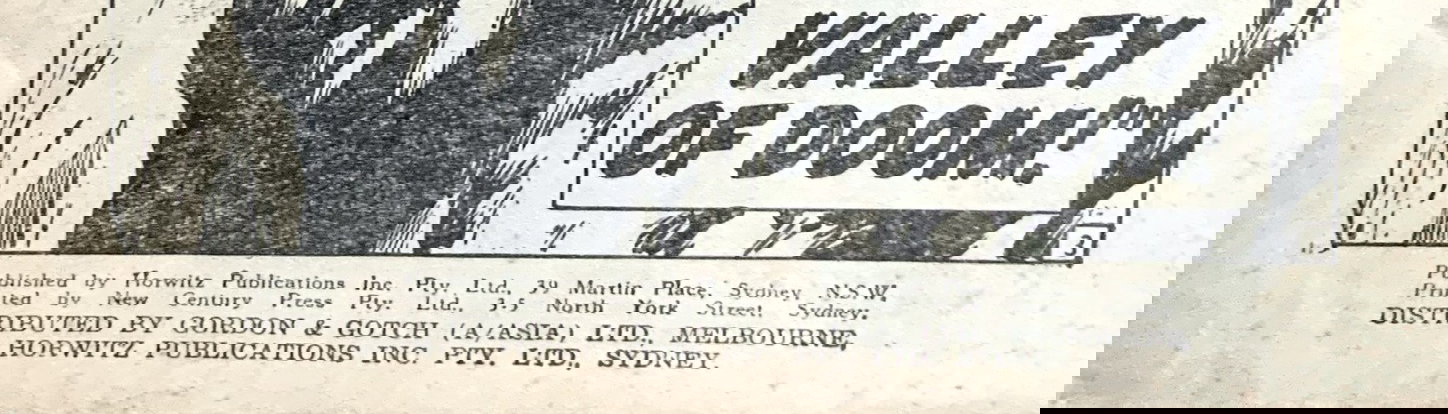 VALLEY
OF DOOM!"
3
Published by Horwitz Publications Inc. Pty. Ltd., 39 Martin Place, Sydney, N.S.W.
Printed by New Century Press Pty. Ltd., 3-5 North York Street, Sydney.
DISTRIBUTED BY GORDON & GOTCH (A/ASIA) LTD., MELBOURNE,
HORWITZ PUBLICATIONS INC. PTY. LTD., SYDNEY.